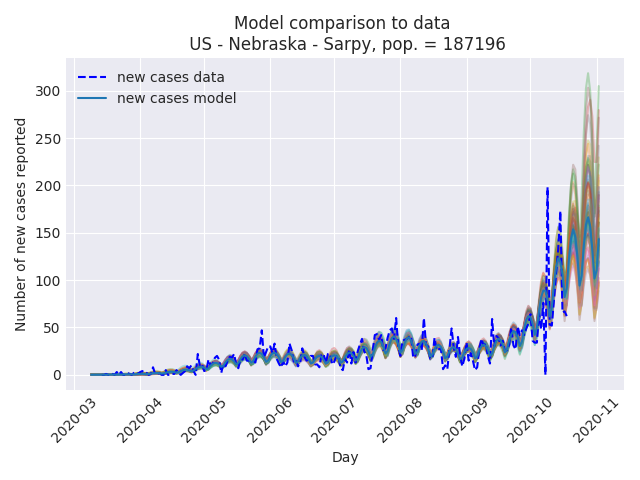 Model comparison to data
US - Nebraska - Sarpy, pop. = 187196
new cases data
new cases model
Number of new cases reported
300
250
200
150
100
50
0
2020-03
2020-04
2020-05
2020-06
2020-07
2020-08
2020-09
2020-10
2020-11
Day